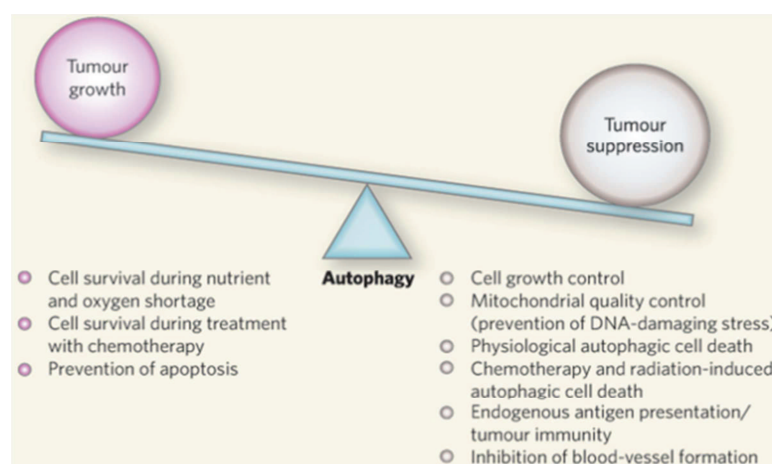 Tumour
growth
Tumour
suppression
Autophagy
Cell survival during nutrient
and oxygen shortage
Cell survival during treatment
with chemotherapy
Prevention of apoptosis
Cell growth control
Mitochondrial quality control
(prevention of DNA-damaging stress)
Physiological autophagic cell death
Chemotherapy and radiation-induced
autophagic cell death
Endogenous antigen presentation/
tumour immunity
Inhibition of blood-vessel formation